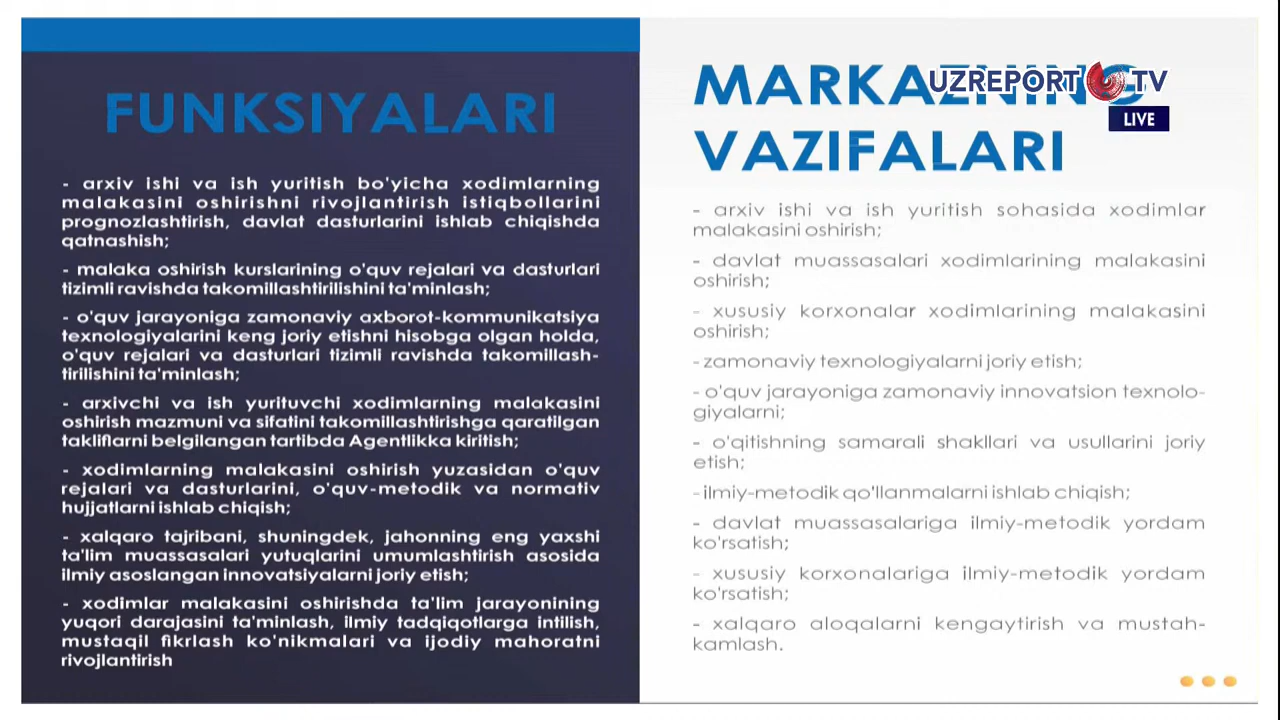 FUNKSIYALARI
- arxiv ishi va ish yuritish bo'yicha xodimlarning
malakasini oshirishni rivojlantirish istiqbollarini
prognozlashtirish, davlat dasturlarini ishlab chiqishda
qatnashish;
- malaka oshirish kurslarining o'quv rejalari va dasturlari
tizimli ravishda takomillashtirilishini ta'minlash;
- o'quv jarayoniga zamonaviy axborot-kommunikatsiya
texnologiyalarini keng joriy etishni hisobga olgan holda,
o'quv rejalari va dasturlari tizimli ravishda takomillash-
tirilishini ta'minlash;
- arxivchi va ish yurituvchi xodimlarning malakasini
oshirish mazmuni va sifatini takomillashtirishga qaratilgan
takliflarni belgilangan tartibda Agentlikka kiritish;
- xodimlarning malakasini oshirish yuzasidan o'quv
rejalari va dasturlarini, o'quv-metodik va normativ
hujjatlarni ishlab chiqish;
- xalqaro tajribani, shuningdek, jahonning eng yaxshi
ta'lim muassasalari yutuqlarini umumlashtirish asosida
ilmiy asoslangan innovatsiyalarni joriy etish;
- xodimlar malakasini oshirishda ta'lim jarayonining
yuqori darajasini ta'minlash, ilmiy tadqiqotlarga intilish,
mustaqil fikrlash ko'nikmalari va ijodiy mahoratni
rivojlantirish
MARKAZNING
VAZIFALARI
UZREPORT TV
LIVE
- arxiv ishi va ish yuritish sohasida xodimlar
malakasini oshirish;
- davlat muassasalari xodimlarining malakasini
oshirish;
- xususiy korxonalar xodimlarining malakasini
oshirish;
- zamonaviy texnologiyalarni joriy etish;
- o'quv jarayoniga zamonaviy innovatsion texnolo-
giyalarni;
- o'qitishning samarali shakllari va usullarini joriy
etish;
- ilmiy-metodik qo'llanmalarni ishlab chiqish;
- davlat muassasalariga ilmiy-metodik yordam
ko'rsatish;
- xususiy korxonalariga ilmiy-metodik yordam
ko'rsatish;
- xalqaro aloqalarni kengaytirish va mustah-
kamlash.